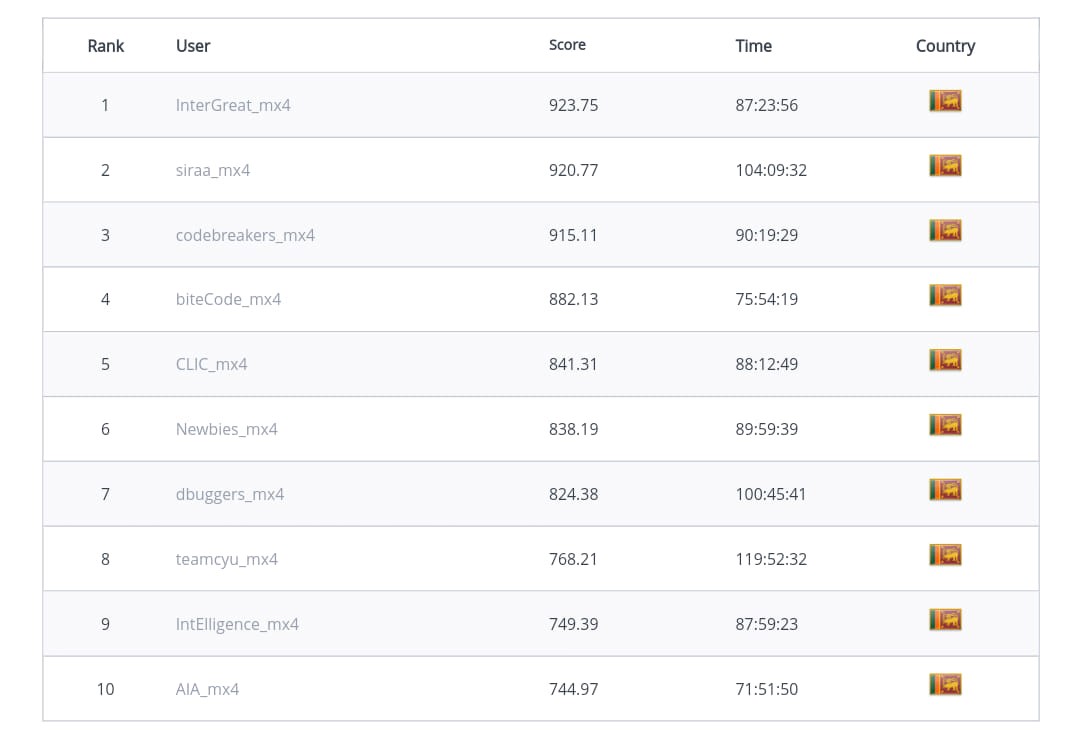 Rank User Score Time Country
1 InterGreat_mx4 923.75 87:23:56
2 siraa_mx4 920.77 104:09:32
3 codebreakers_mx4 915.11 90:19:29
4 biteCode_mx4 882.13 75:54:19
5 CLIC_mx4 841.31 88:12:49
6 Newbies_mx4 838.19 89:59:39
7 dbuggers_mx4 824.38 100:45:41
8 teamcyu_mx4 768.21 119:52:32
9 IntElligence_mx4 749.39 87:59:23
10 AIA_mx4 744.97 71:51:50